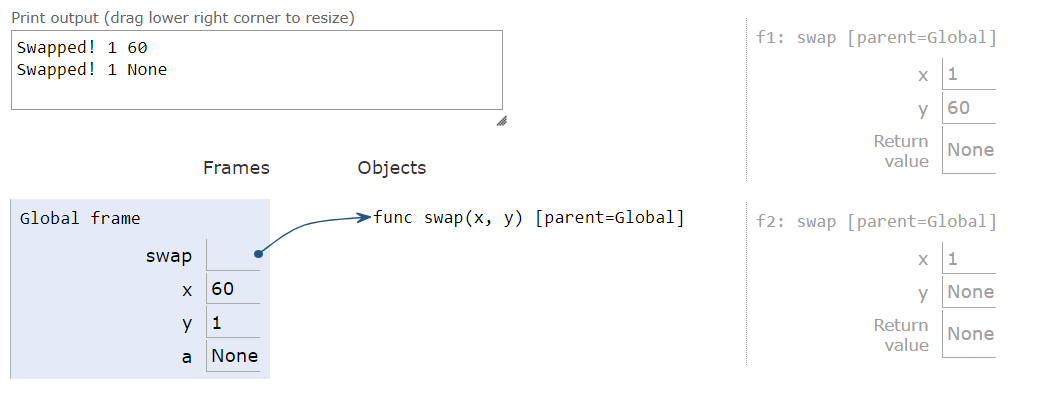 Print output (drag lower right corner to resize)
Swapped! 1 60
Swapped! 1 None
Frames
Objects
Global frame
swap
x 60
y 1
a None
func swap(x, y) [parent=Global]
f1: swap [parent=Global]
x 1
y 60
Return
value None
f2: swap [parent=Global]
x 1
y None
Return
value None